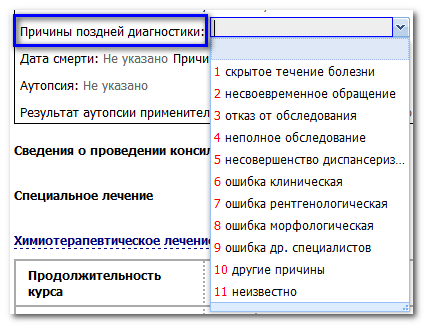 Причины поздней диагностики:
Дата смерти: Не указано Причи
Аутопсия: Не указано
Результат аутопсии применител
Сведения о проведении консил
Специальное лечение
Химиотерапевтическое лечение
Продолжительность
курса
1 скрытое течение болезни
2 несвоевременное обращение
3 отказ от обследования
4 неполное обследование
5 несовершенство диспансериз...
6 ошибка клиническая
7 ошибка рентгенологическая
8 ошибка морфологическая
9 ошибка др. специалистов
10 другие причины
11 неизвестно